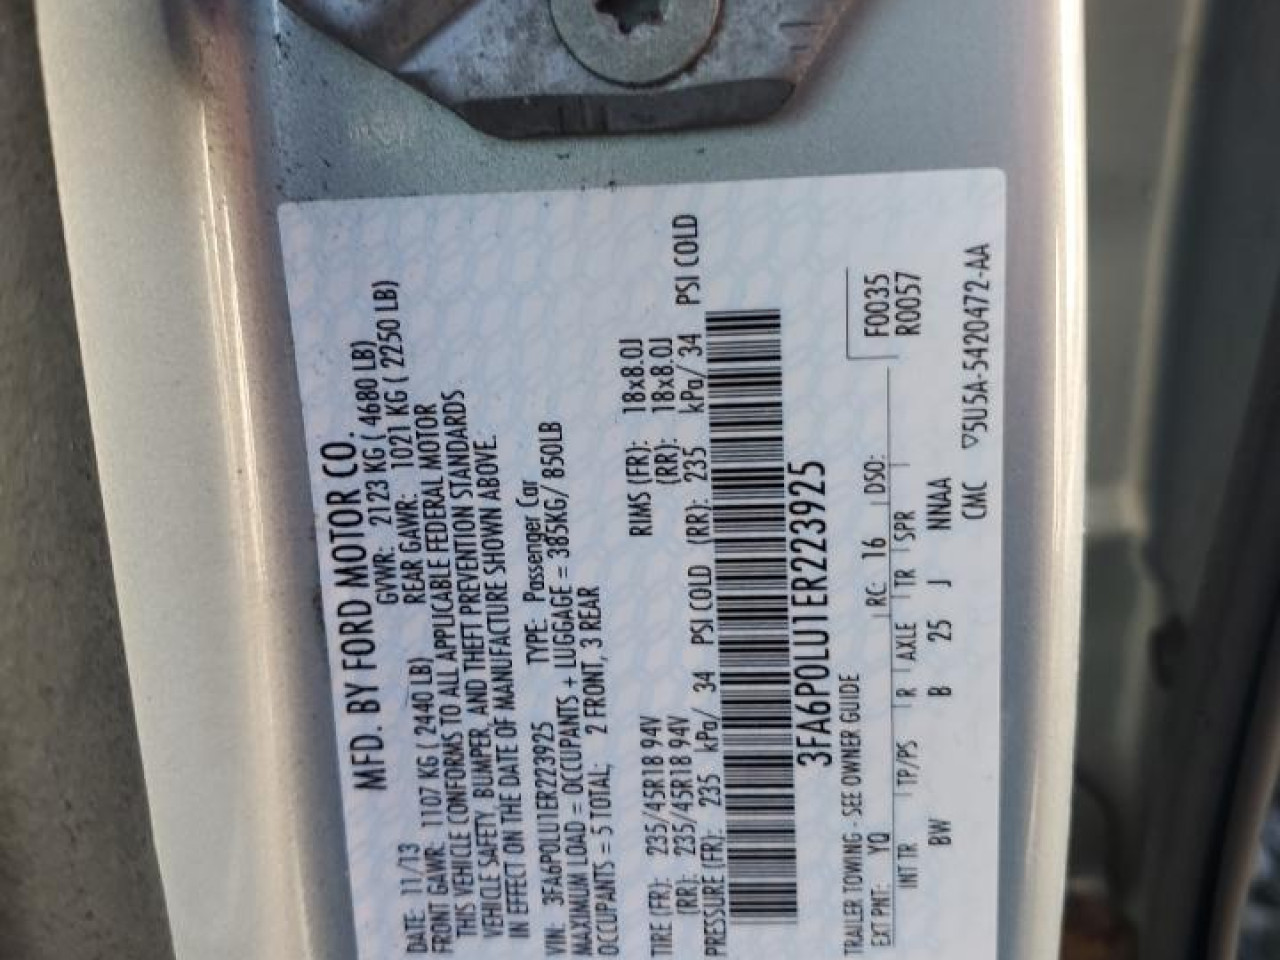 MFD. BY FORD MOTOR CO.
DATE: 11/13 GVWR: 2123 KG ( 4680 LB)
FRONT GAWR: 1107 KG ( 2440 LB) REAR GAWR: 1021 KG ( 2250 LB)
THIS VEHICLE CONFORMS TO ALL APPLICABLE FEDERAL MOTOR
VEHICLE SAFETY, BUMPER, AND THEFT PREVENTION STANDARDS
IN EFFECT ON THE DATE OF MANUFACTURE SHOWN ABOVE.
VIN: 3FA6P0LU1ER223925 TYPE: Passenger Car
MAXIMUM LOAD = OCCUPANTS + LUGGAGE = 385KG/ 850LB
OCCUPANTS = 5 TOTAL; 2 FRONT, 3 REAR
TIRE (FR): 235/45R18 94V RIMS (FR): 18x8.0J
(RR): 235/45R18 94V (RR): 18x8.0J
PRESSURE (FR): 235 kPa/ 34 PSI COLD (RR): 235 kPa/ 34 PSI COLD
3FA6P0LU1ER223925
TRAILER TOWING - SEE OWNER GUIDE F0035
EXT PNT: YQ RC: 16 DSO: R0057
INT TR TP/PS R AXLE TR SPR
BW B 25 J NNAA
CMC ▽5U5A-5420472-AA